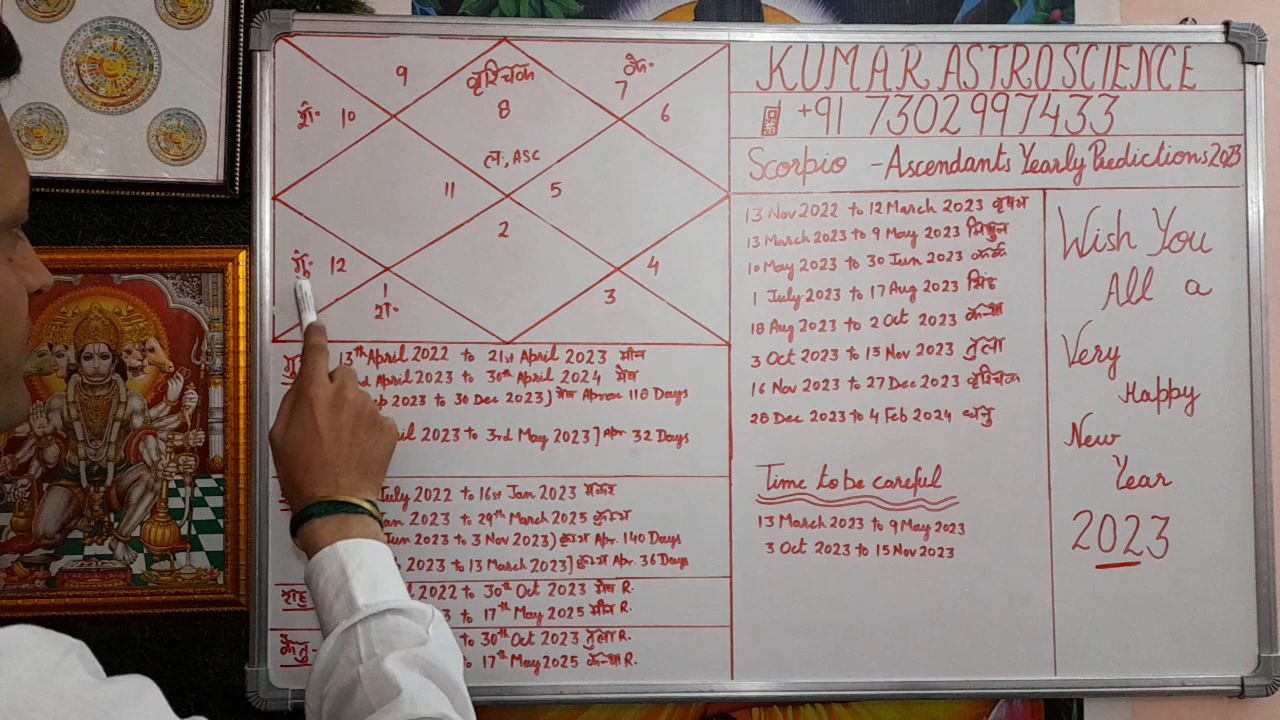 9
वृश्चिक
8
के.
7
6
श. 10
ल. ASC
11
5
2
गु. 12
4
1
रा.
3
13th April 2022 to 21st April 2023 मीन
April 2023 to 30th April 2024 मेष
2023 to 30 Dec 2023) मेष Apr 118 Days
to 3rd May 2023] Apr 32 Days
July 2022 to 16st Jan 2023 मकर
2023 to 29th March 2025 कुम्भ
Jun 2023 to 3 Nov 2023) कुम्भ Apr. 140 Days
2023 to 13 March 2023] कुम्भ Apr. 36 Days
राहु 2022 to 30th Oct 2023 मेष R.
to 17th May 2025 मीन R.
केतु - to 30th Oct 2023 तुला R.
to 17th May 2025 कन्या R.
KUMAR ASTROSCIENCE
+91 7302997433
Scorpio - Ascendants Yearly Predictions 2023
13 Nov 2022 to 12 March 2023 वृषभ
13 March 2023 to 9 May 2023 मिथुन
10 May 2023 to 30 Jun 2023 कर्क
1 July 2023 to 17 Aug 2023 सिंह
18 Aug 2023 to 2 Oct 2023 कन्या
3 Oct 2023 to 15 Nov 2023 तुला
16 Nov 2023 to 27 Dec 2023 वृश्चिक
28 Dec 2023 to 4 Feb 2024 धनु
Time to be careful
13 March 2023 to 9 May 2023
3 Oct 2023 to 15 Nov 2023
Wish You
All a
Very
Happy
New
Year
2023